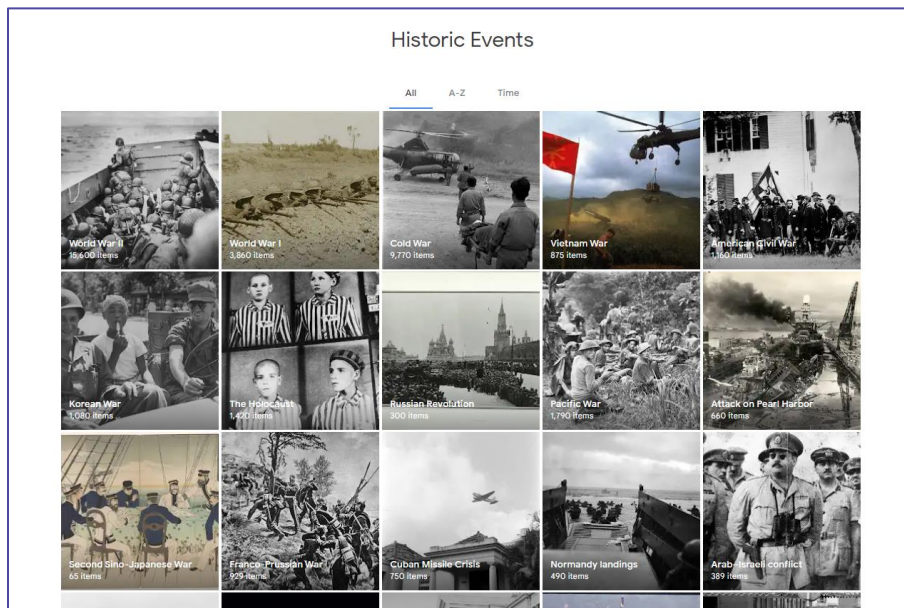 Historic Events
All A-Z Time
World War II
15,600 items
World War I
3,860 items
Cold War
9,770 items
Vietnam War
875 items
American Civil War
1,160 items
Korean War
1,080 items
The Holocaust
1,420 items
Russian Revolution
300 items
Pacific War
1,790 items
Attack on Pearl Harbor
660 items
Second Sino-Japanese War
65 items
Franco-Prussian War
929 items
Cuban Missile Crisis
750 items
Normandy landings
490 items
Arab–Israeli conflict
389 items